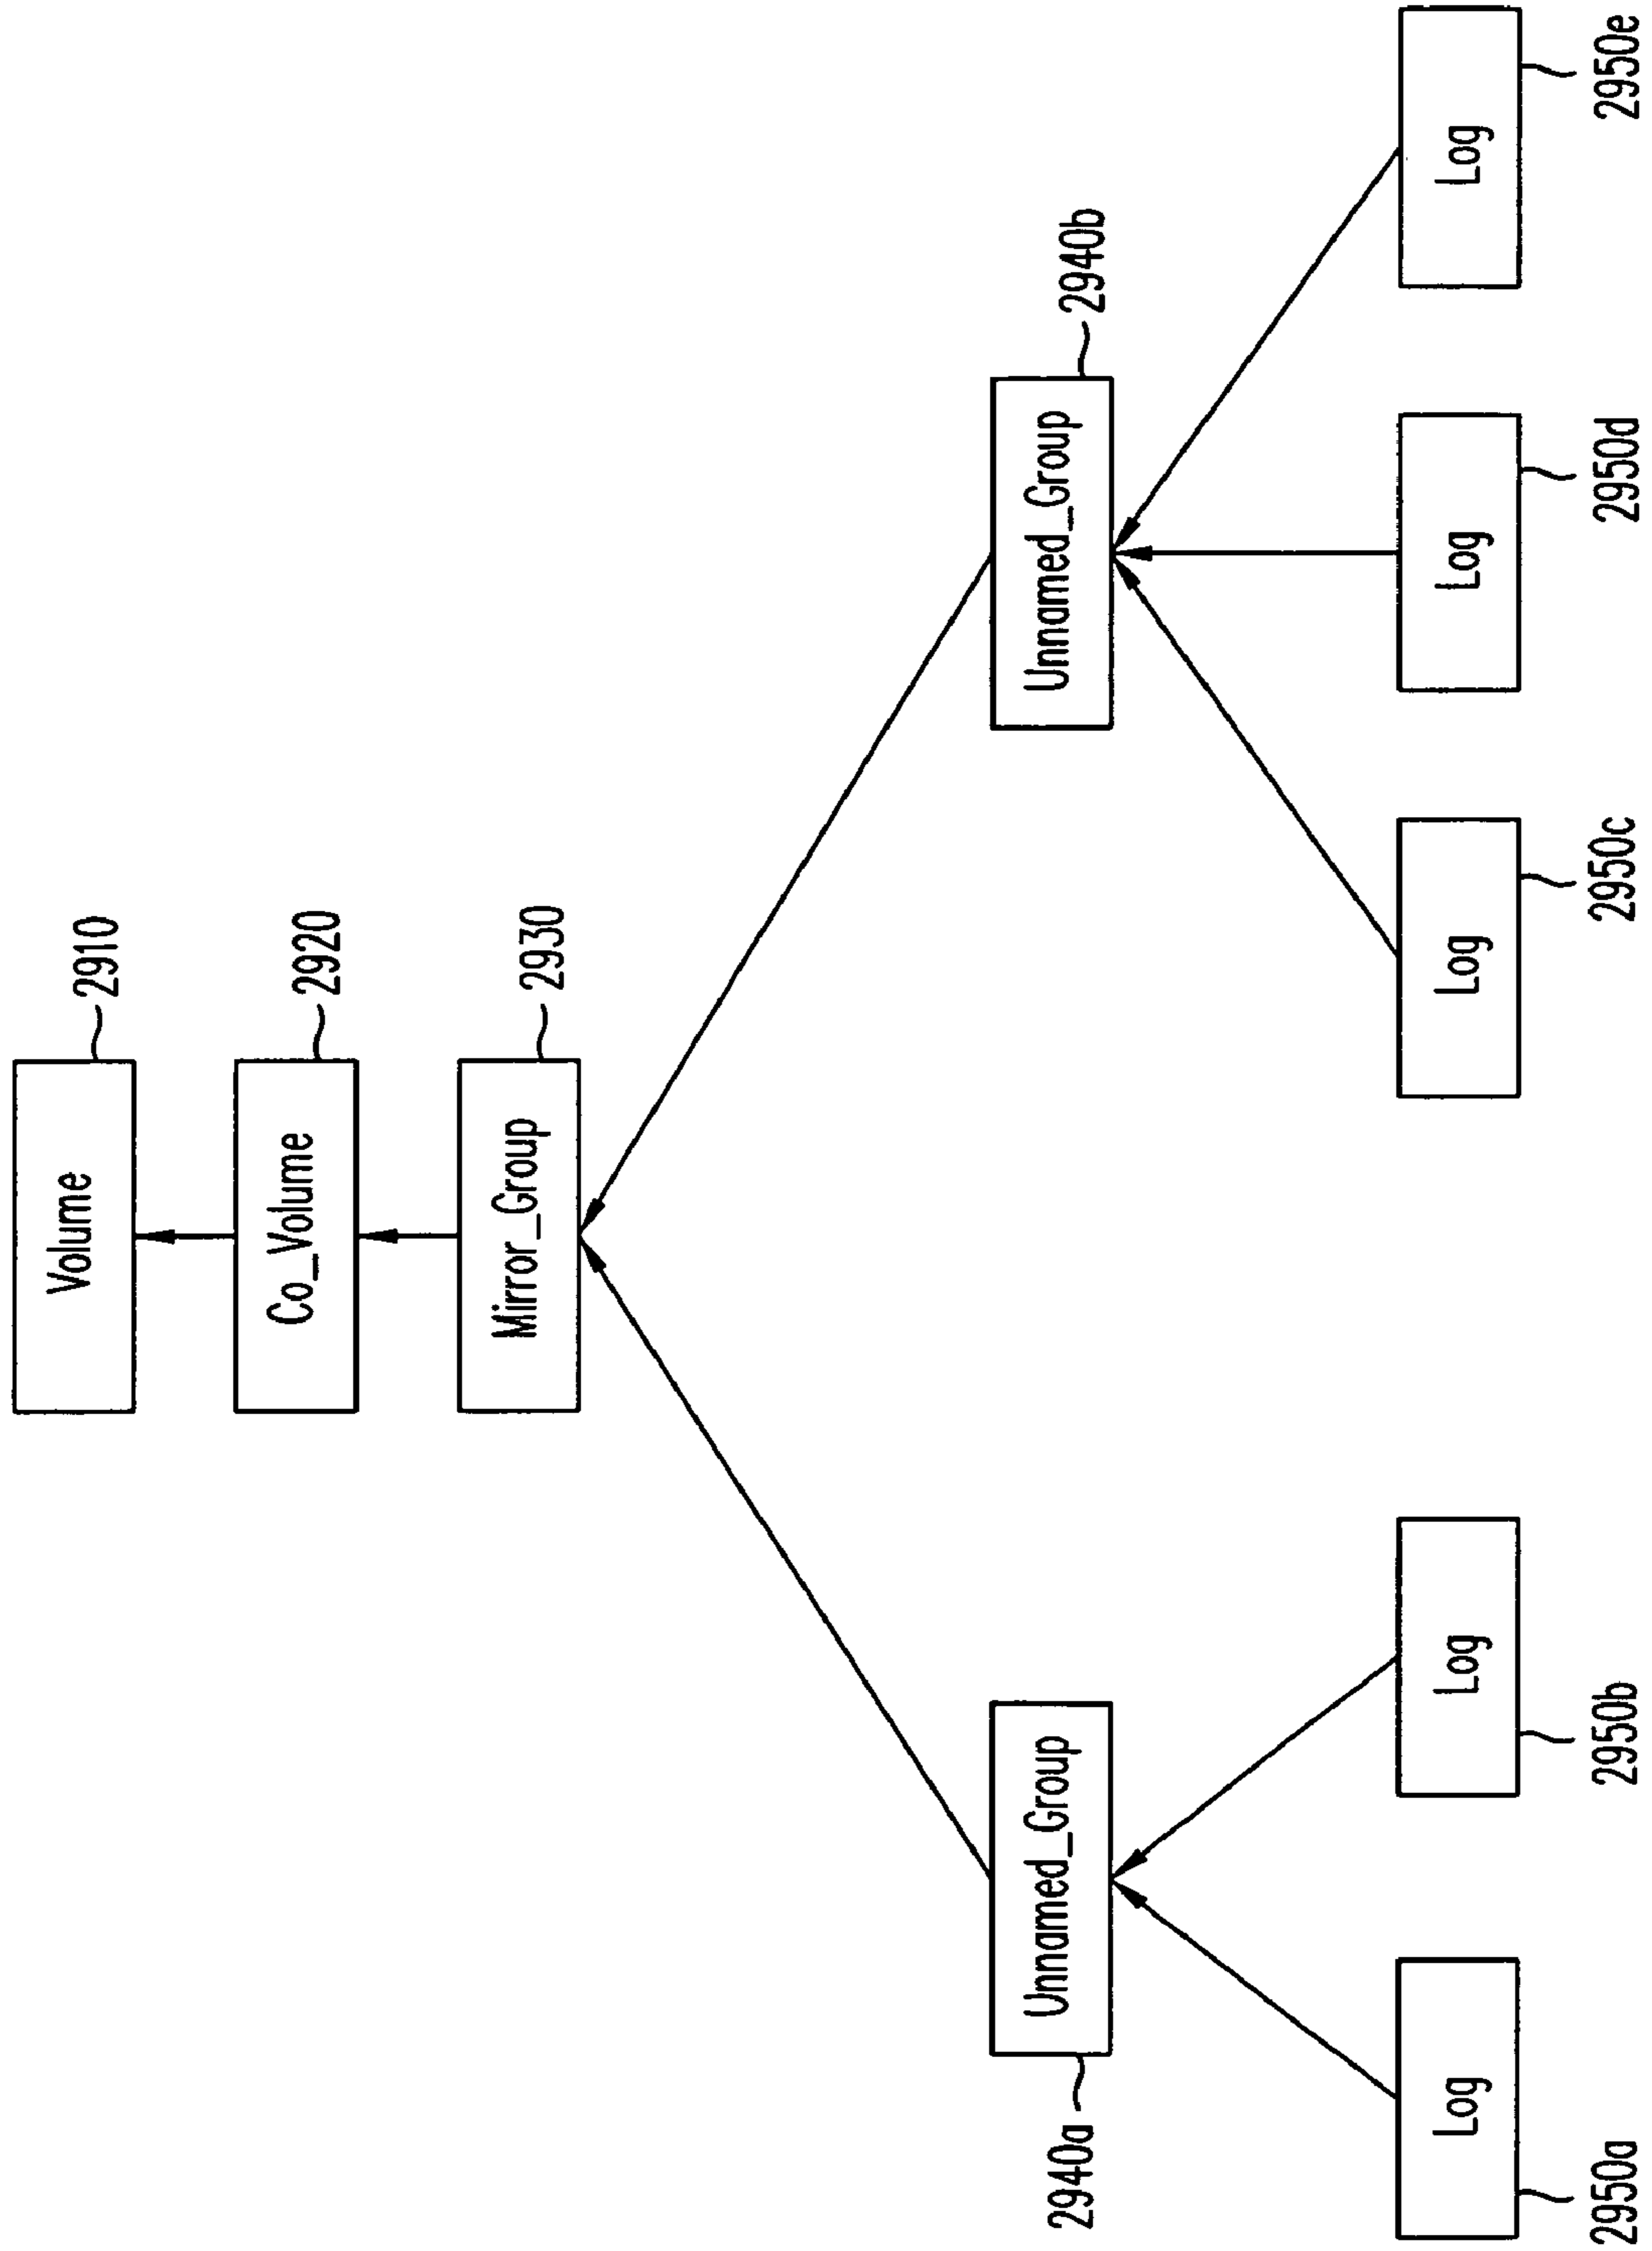 Volume
2910
Co_Volume
2920
Mirror_Group
2930
2940a
Unnamed_Group
Unnamed_Group
2940b
Log
Log
Log
Log
Log
2950a
2950b
2950c
2950d
2950e